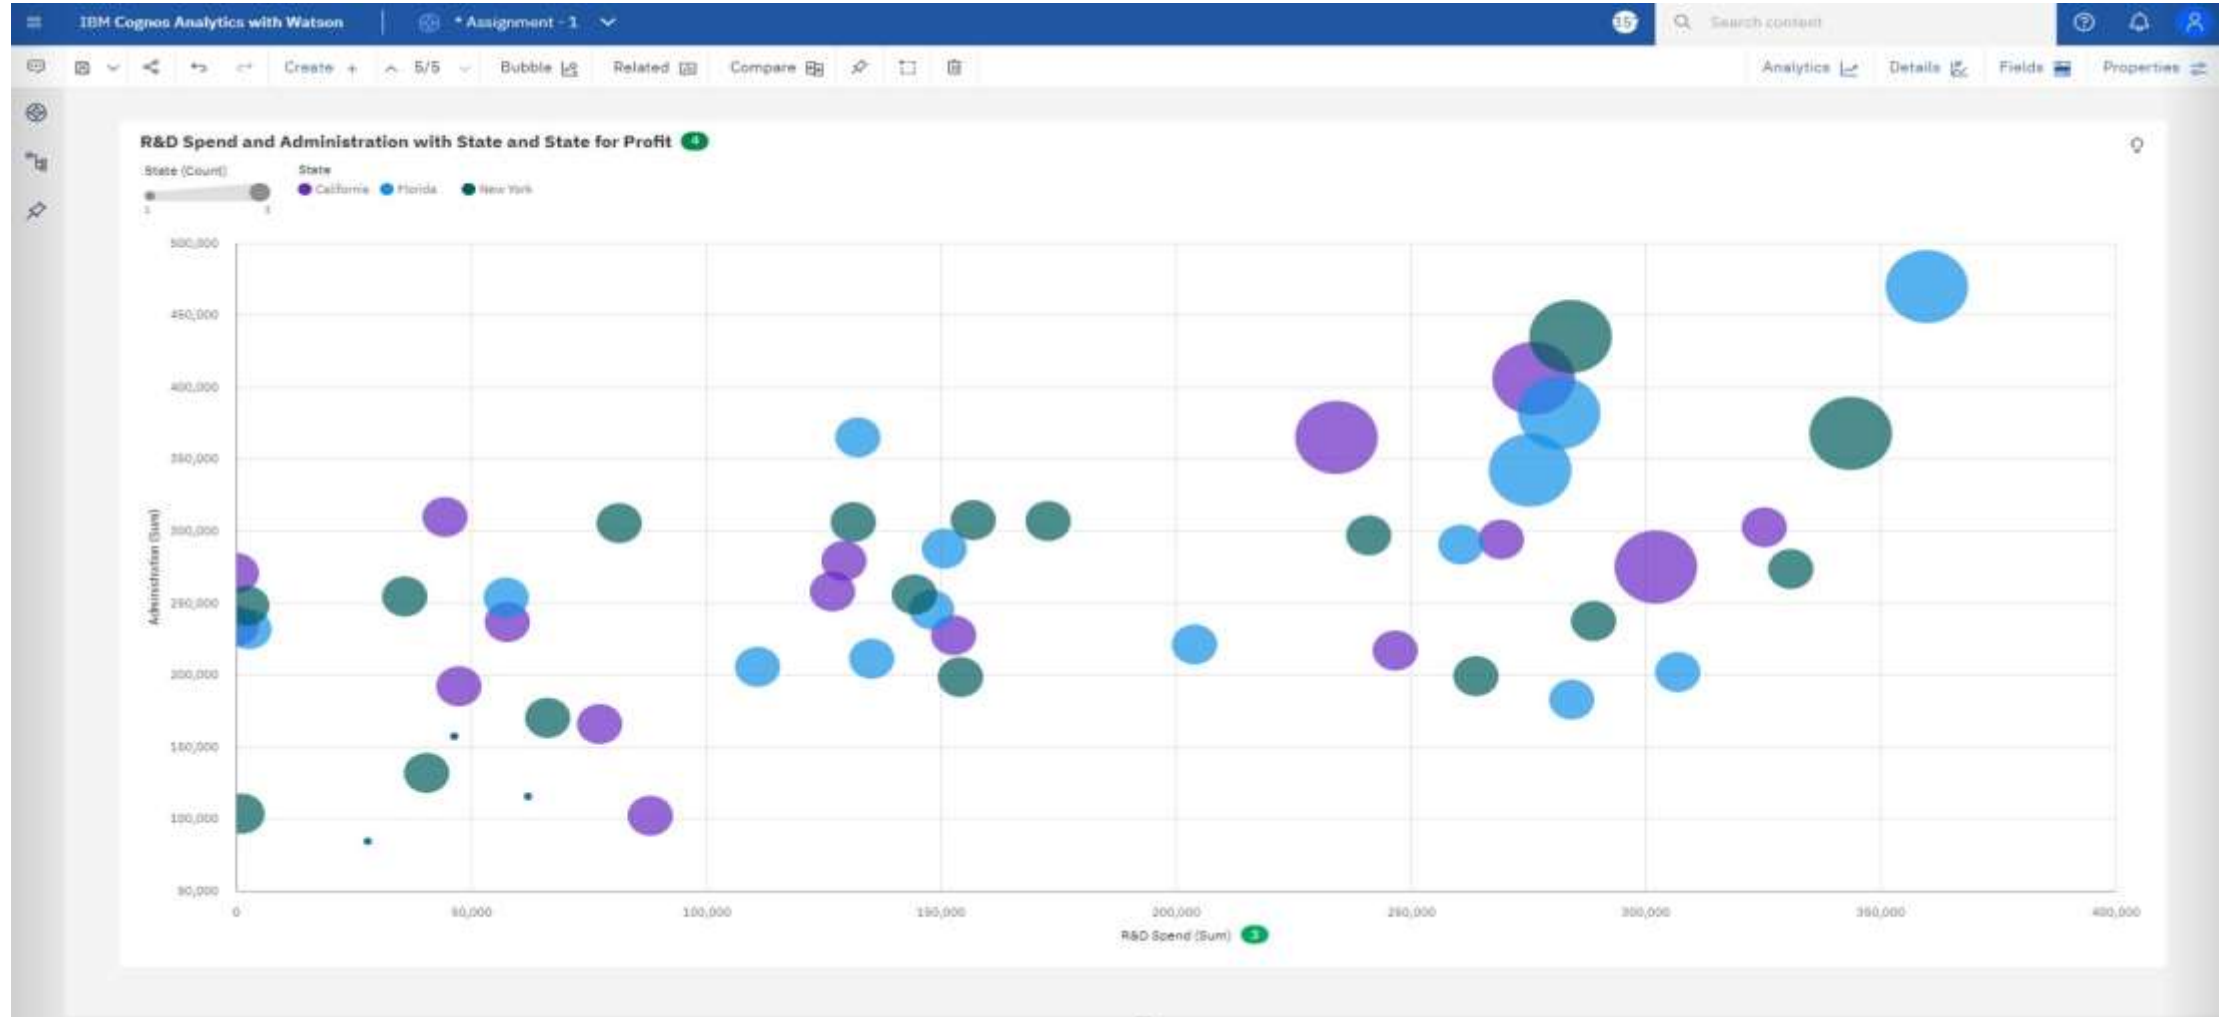 IBM Cognos Analytics with Watson
* Assignment - 1
Search content
Create +
5/5
Bubble
Related
Compare
Analytics
Details
Fields
Properties
R&D Spend and Administration with State and State for Profit 4
State (Count)
1
3
State
California
Florida
New York
Administration (Sum)
500,000
450,000
400,000
350,000
300,000
250,000
200,000
150,000
100,000
50,000
0
50,000
100,000
150,000
200,000
250,000
300,000
350,000
400,000
R&D Spend (Sum) 3